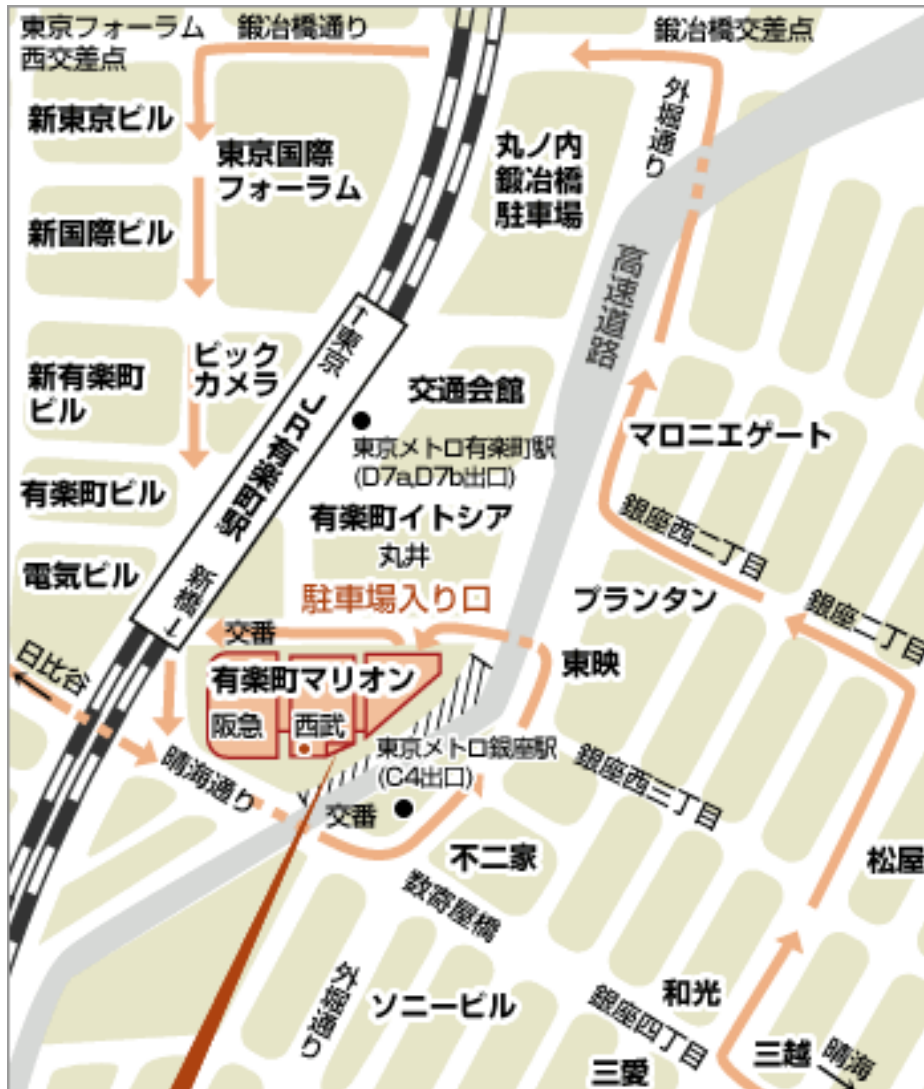 東京フォーラム
西交差点
鍛冶橋通り
鍛冶橋交差点
新東京ビル
東京国際
フォーラム
丸ノ内
鍛冶橋
駐車場
外堀通り
新国際ビル
高速道路
↑東京 JR有楽町駅 新橋↓
ビック
カメラ
新有楽町
ビル
交通会館
東京メトロ有楽町駅
(D7a,D7b出口)
マロニエゲート
有楽町ビル
有楽町イトシア
丸井
銀座西二丁目
電気ビル
駐車場入り口
プランタン
銀座二丁目
交番
日比谷
有楽町マリオン
東映
阪急
西武
東京メトロ銀座駅
(C4出口)
銀座西三丁目
晴海通り
交番
不二家
松屋
数寄屋橋
外堀通り
ソニービル
和光
銀座四丁目
三越
晴海
三愛